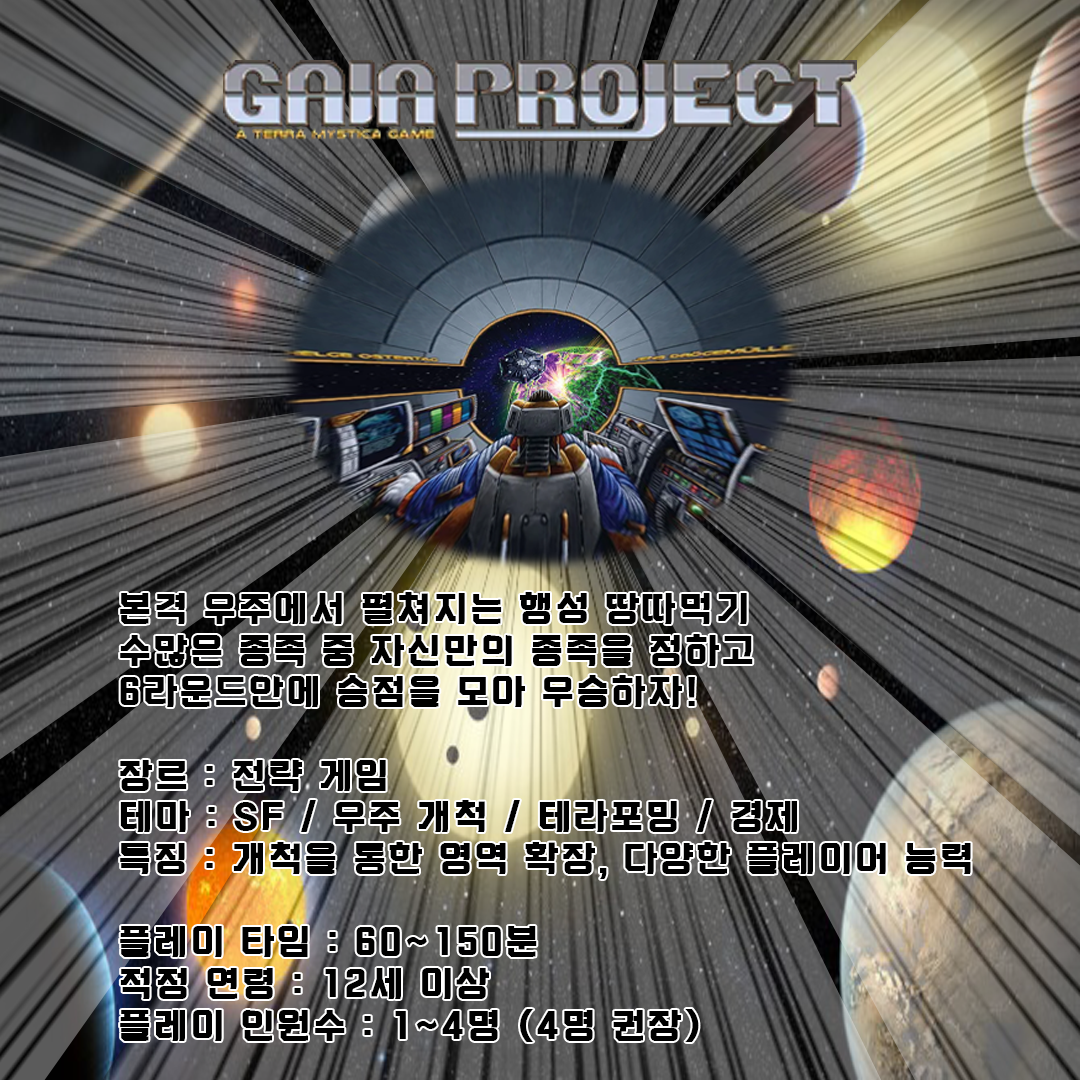 GAIA PROJECT
A TERRA MYSTICA GAME
본격 우주에서 펼쳐지는 행성 땅따먹기
수많은 종족 중 자신만의 종족을 정하고
6라운드안에 승점을 모아 우승하자!
장르 : 전략 게임
테마 : SF / 우주 개척 / 테라포밍 / 경제
특징 : 개척을 통한 영역 확장, 다양한 플레이어 능력
플레이 타임 : 60~150분
적정 연령 : 12세 이상
플레이 인원수 : 1~4명 (4명 권장)